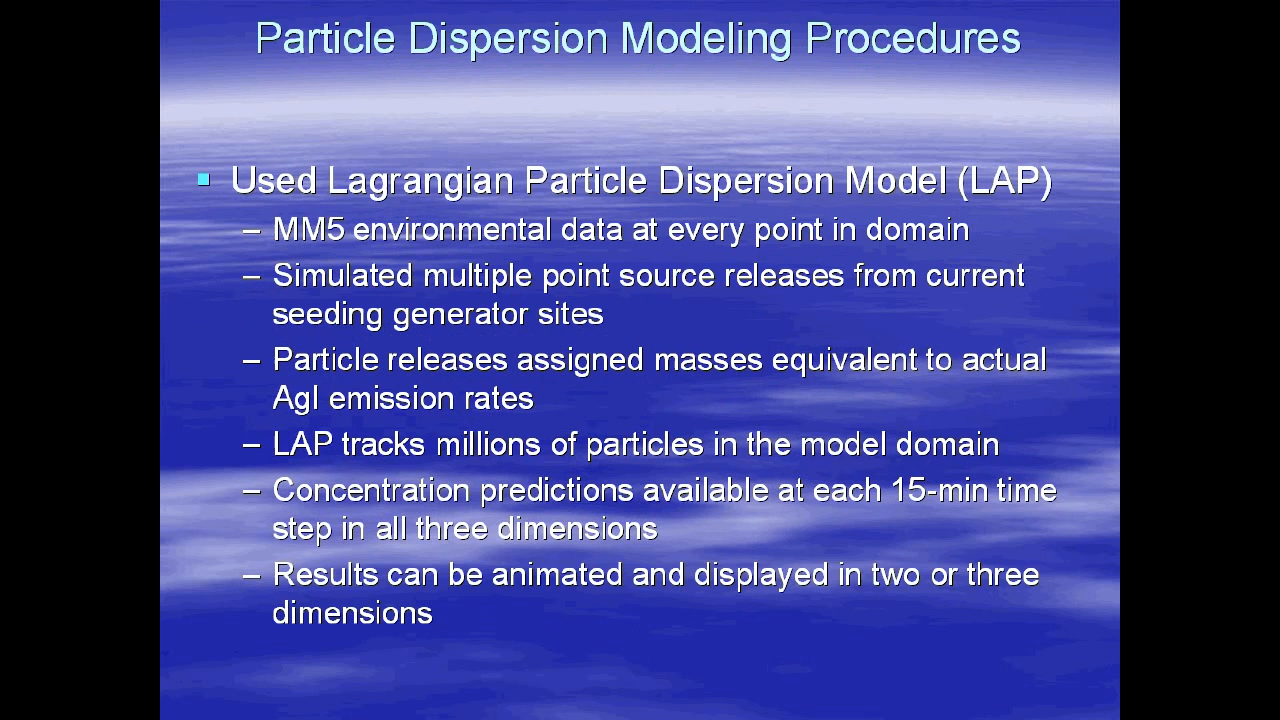 Particle Dispersion Modeling Procedures
▪ Used Lagrangian Particle Dispersion Model (LAP)
– MM5 environmental data at every point in domain
– Simulated multiple point source releases from current
seeding generator sites
– Particle releases assigned masses equivalent to actual
AgI emission rates
– LAP tracks millions of particles in the model domain
– Concentration predictions available at each 15-min time
step in all three dimensions
– Results can be animated and displayed in two or three
dimensions